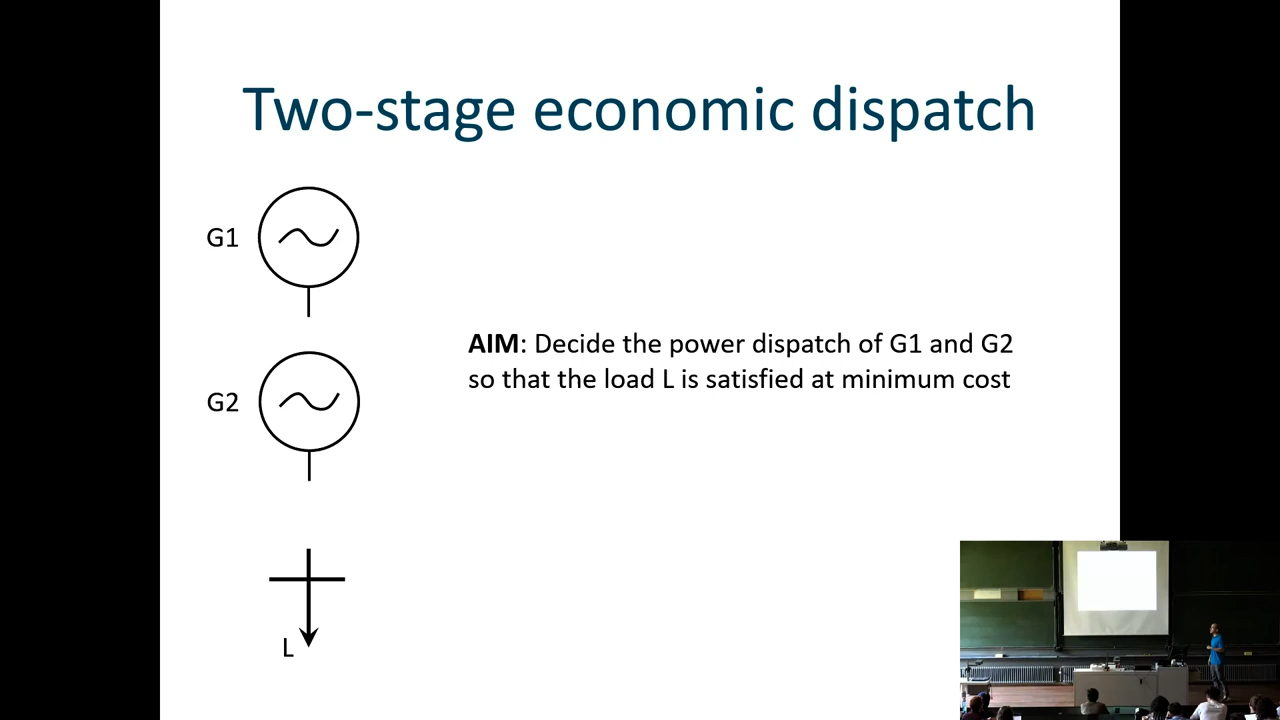 Two-stage economic dispatch
G1
G2
AIM: Decide the power dispatch of G1 and G2
so that the load L is satisfied at minimum cost
L